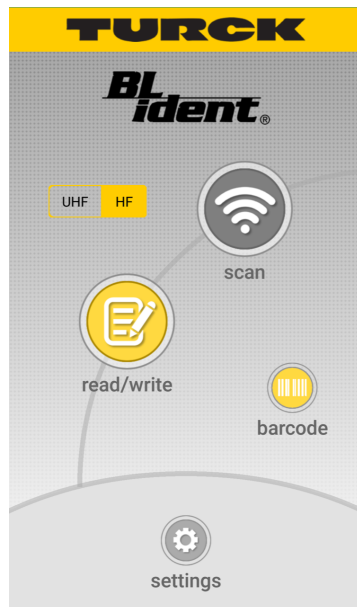 TURCK
BL
ident®
UHF HF
scan
read/write
barcode
settings